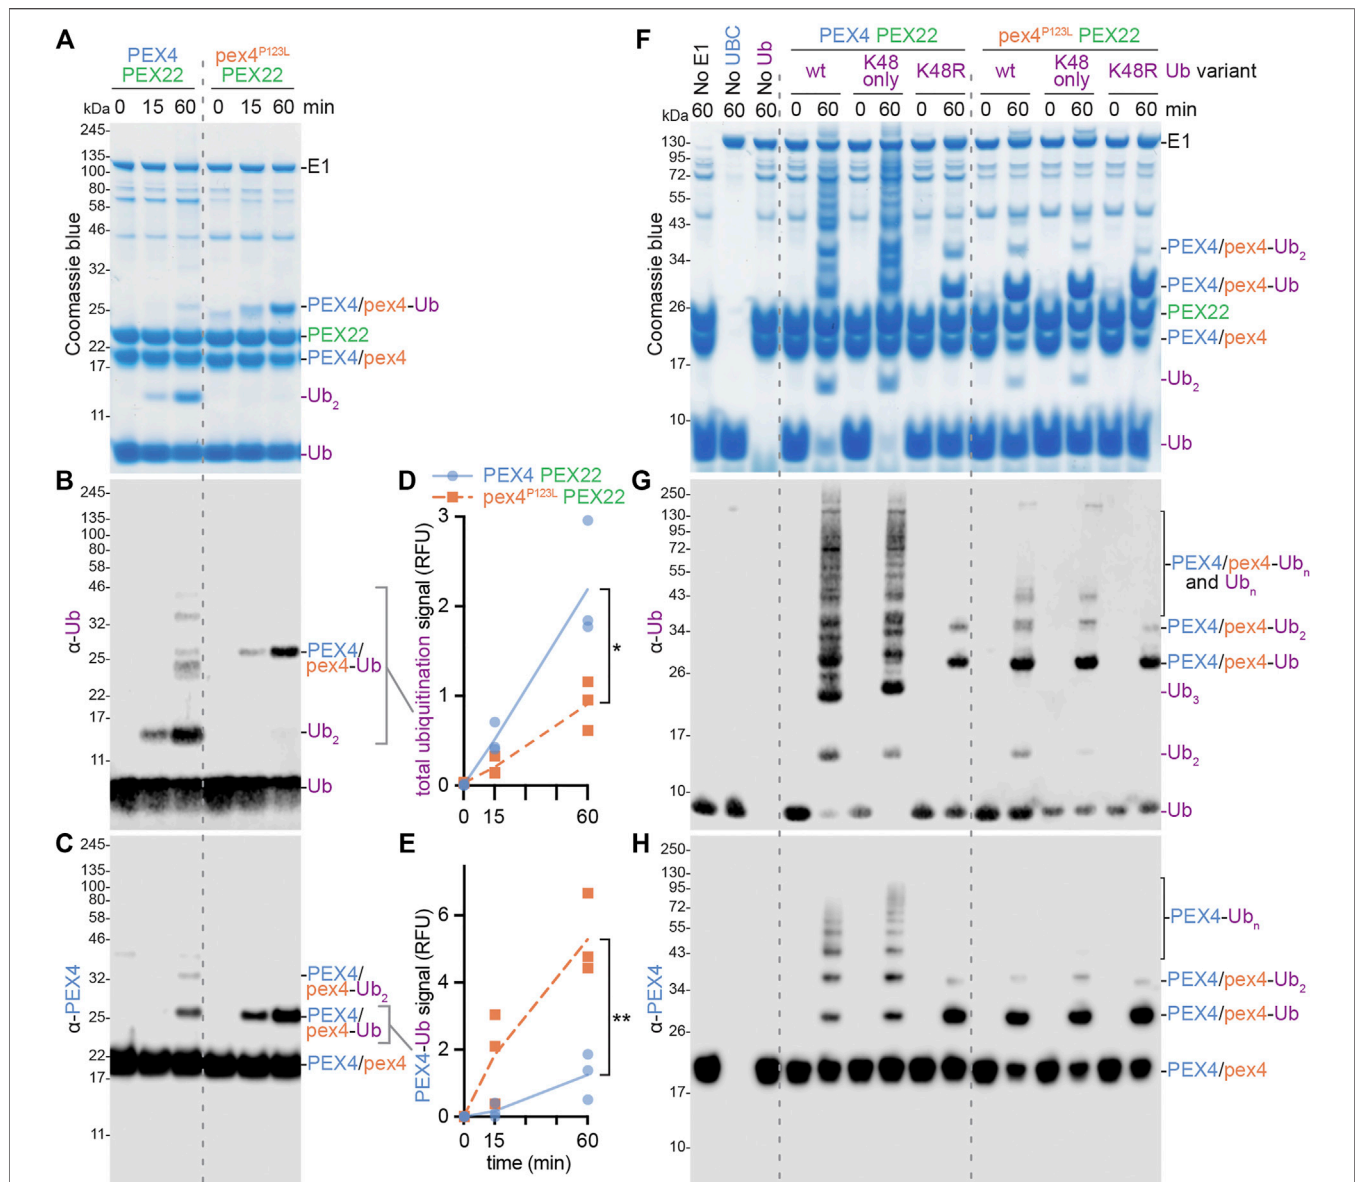 A
PEX4 pex4P123L
PEX22 PEX22
kDa 0 15 60 0 15 60 min
245-
135-
100-
80-
58-
46-
32-
25-
22-
17-
11-
Coomassie blue
-E1
-PEX4/pex4-Ub
-PEX22
-PEX4/pex4
-Ub2
-Ub
B
245-
135-
100-
80-
58-
46-
32-
25-
22-
17-
11-
α-Ub
-PEX4/
pex4-Ub
-Ub2
-Ub
C
245-
135-
100-
80-
58-
46-
32-
25-
22-
17-
11-
α-PEX4
-PEX4/
pex4-Ub2
-PEX4/
pex4-Ub
-PEX4/pex4
D
PEX4 PEX22
pex4P123L PEX22
total ubiquitination signal (RFU)
3
2
1
0
*
0 15 60
E
PEX4-Ub signal (RFU)
6
4
2
0
**
0 15 60
time (min)
F
No E1
No UBC
No Ub
PEX4 PEX22 pex4P123L PEX22
wt K48 only K48R wt K48 only K48R Ub variant
kDa 60 60 60 0 60 0 60 0 60 0 60 0 60 0 60 min
130-
95-
72-
55-
43-
34-
26-
17-
10-
Coomassie blue
-E1
-PEX4/pex4-Ub2
-PEX4/pex4-Ub
-PEX22
-PEX4/pex4
-Ub2
-Ub
G
250-
130-
95-
72-
55-
43-
34-
26-
17-
10-
α-Ub
-PEX4/pex4-Ubn
and Ubn
-PEX4/pex4-Ub2
-PEX4/pex4-Ub
-Ub3
-Ub2
-Ub
H
250-
130-
95-
72-
55-
43-
34-
26-
17-
10-
α-PEX4
-PEX4-Ubn
-PEX4/pex4-Ub2
-PEX4/pex4-Ub
-PEX4/pex4